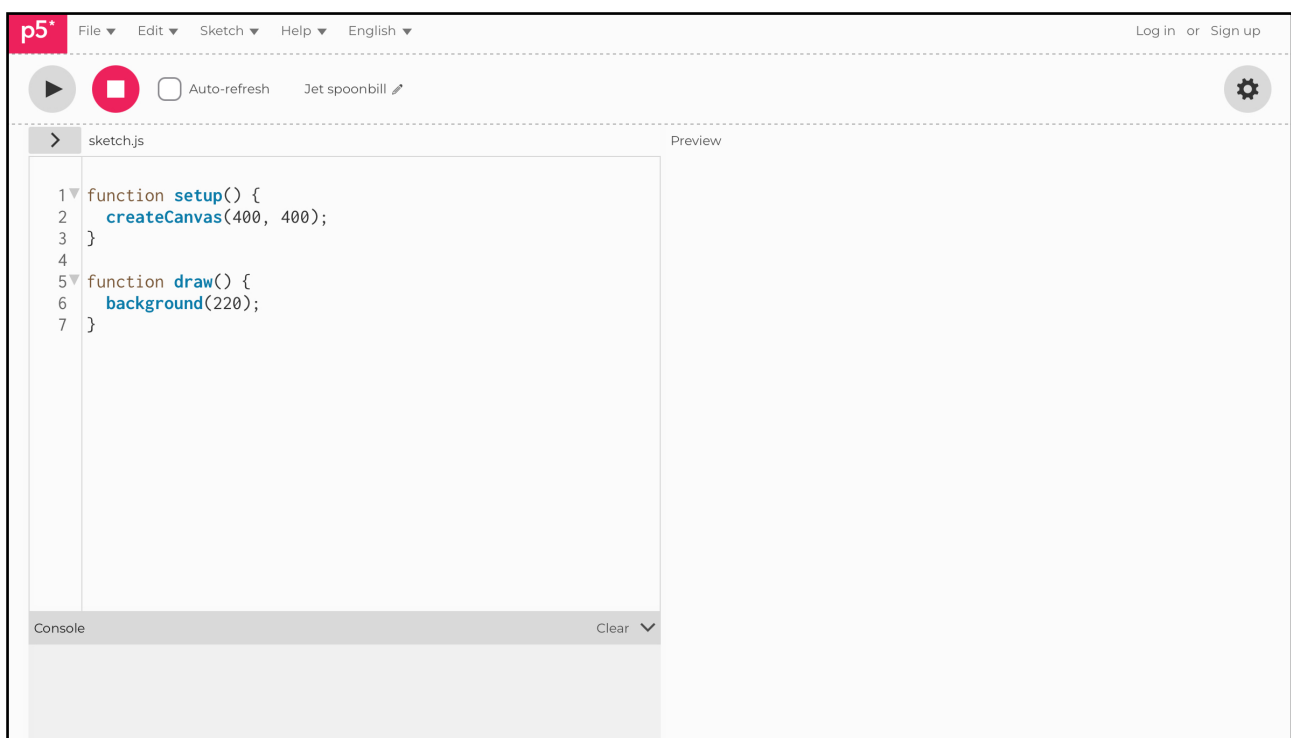 p5* File Edit Sketch Help English Log in or Sign up
Auto-refresh Jet spoonbill
sketch.js Preview
1 function setup() {
2   createCanvas(400, 400);
3 }
4
5 function draw() {
6   background(220);
7 }
Console Clear